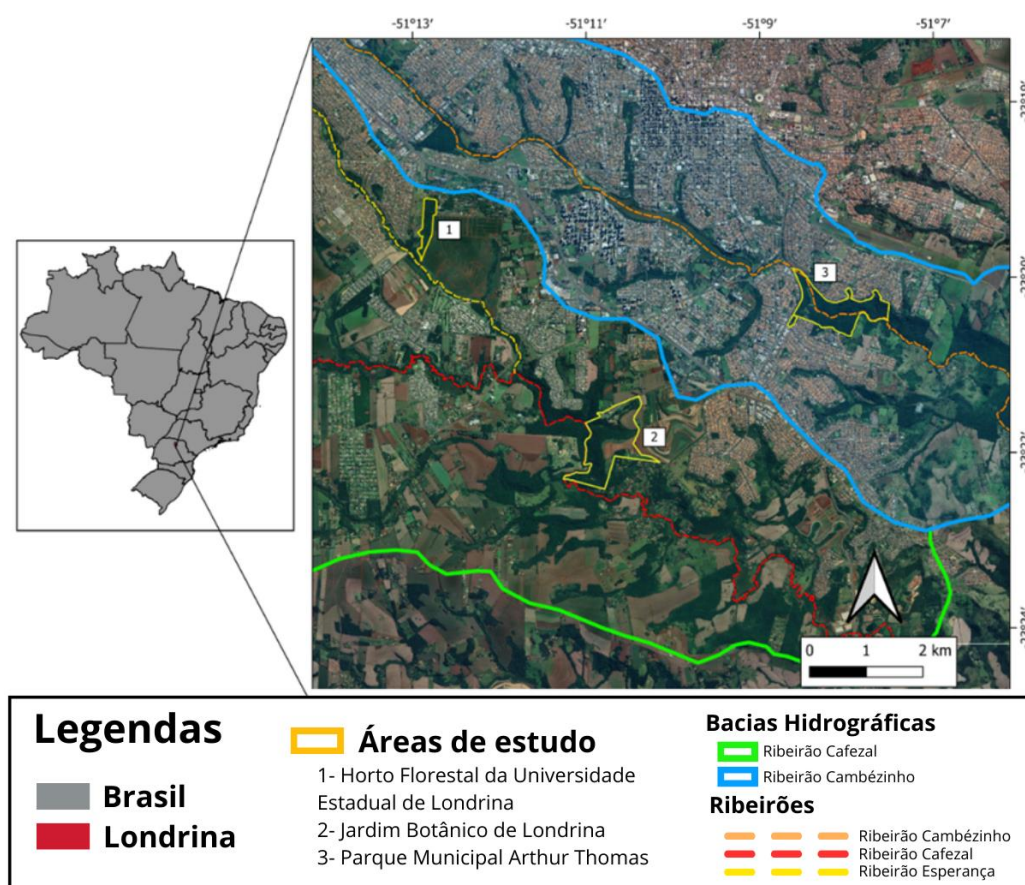 -51°13'
-51°11'
-51°9'
-51°7'
1
3
2
0 1 2 km
Legendas
Brasil
Londrina
Áreas de estudo
1- Horto Florestal da Universidade
Estadual de Londrina
2- Jardim Botânico de Londrina
3- Parque Municipal Arthur Thomas
Bacias Hidrográficas
Ribeirão Cafezal
Ribeirão Cambézinho
Ribeirões
Ribeirão Cambézinho
Ribeirão Cafezal
Ribeirão Esperança